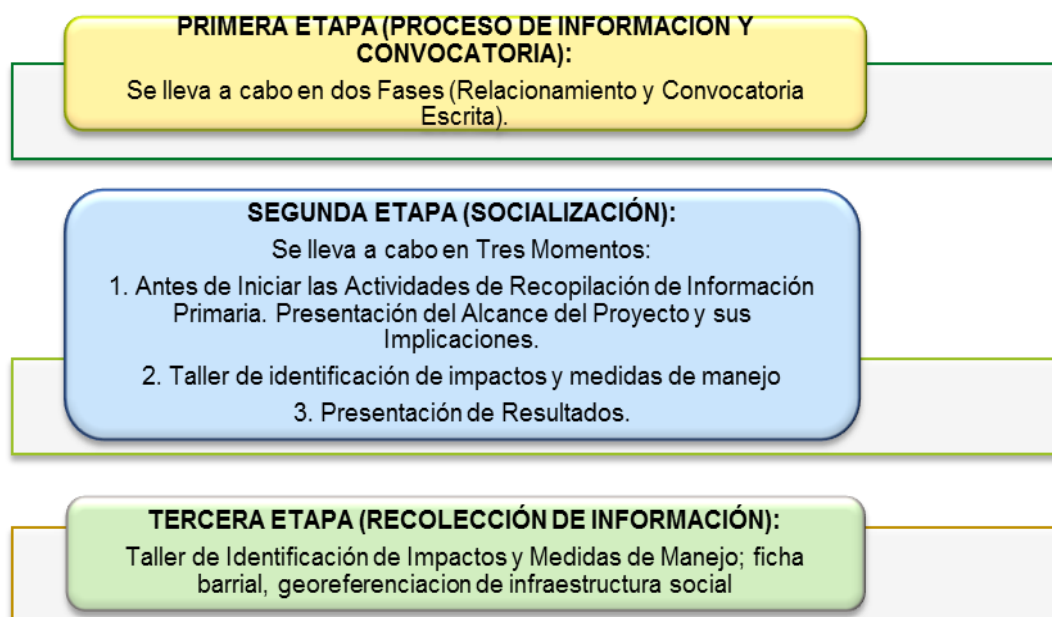 PRIMERA ETAPA (PROCESO DE INFORMACION Y
CONVOCATORIA):
Se lleva a cabo en dos Fases (Relacionamiento y Convocatoria
Escrita).
SEGUNDA ETAPA (SOCIALIZACIÓN):
Se lleva a cabo en Tres Momentos:
1. Antes de Iniciar las Actividades de Recopilación de Información
Primaria. Presentación del Alcance del Proyecto y sus
Implicaciones.
2. Taller de identificación de impactos y medidas de manejo
3. Presentación de Resultados.
TERCERA ETAPA (RECOLECCIÓN DE INFORMACIÓN):
Taller de Identificación de Impactos y Medidas de Manejo; ficha
barrial, georeferenciacion de infraestructura social